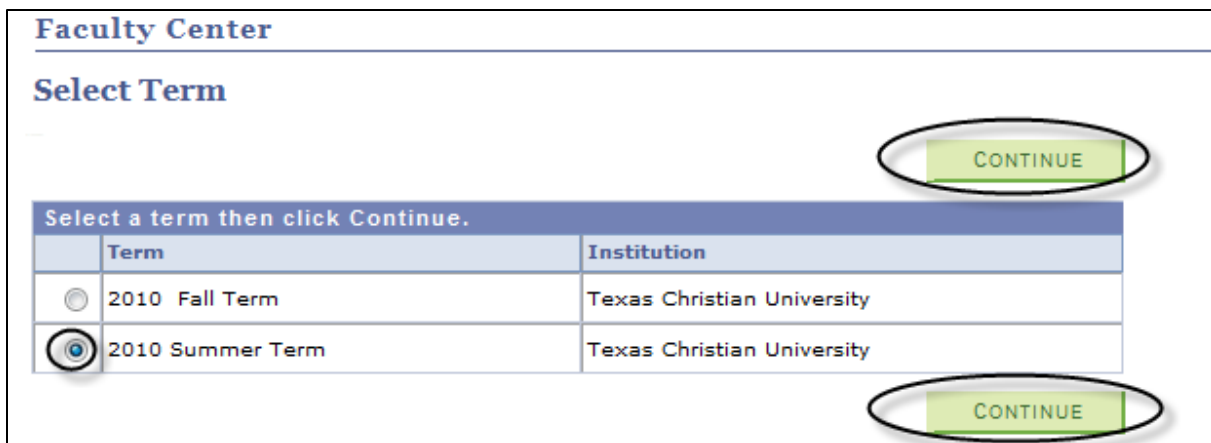 Faculty Center
Select Term
CONTINUE
Select a term then click Continue.
Term Institution
2010 Fall Term Texas Christian University
2010 Summer Term Texas Christian University
CONTINUE